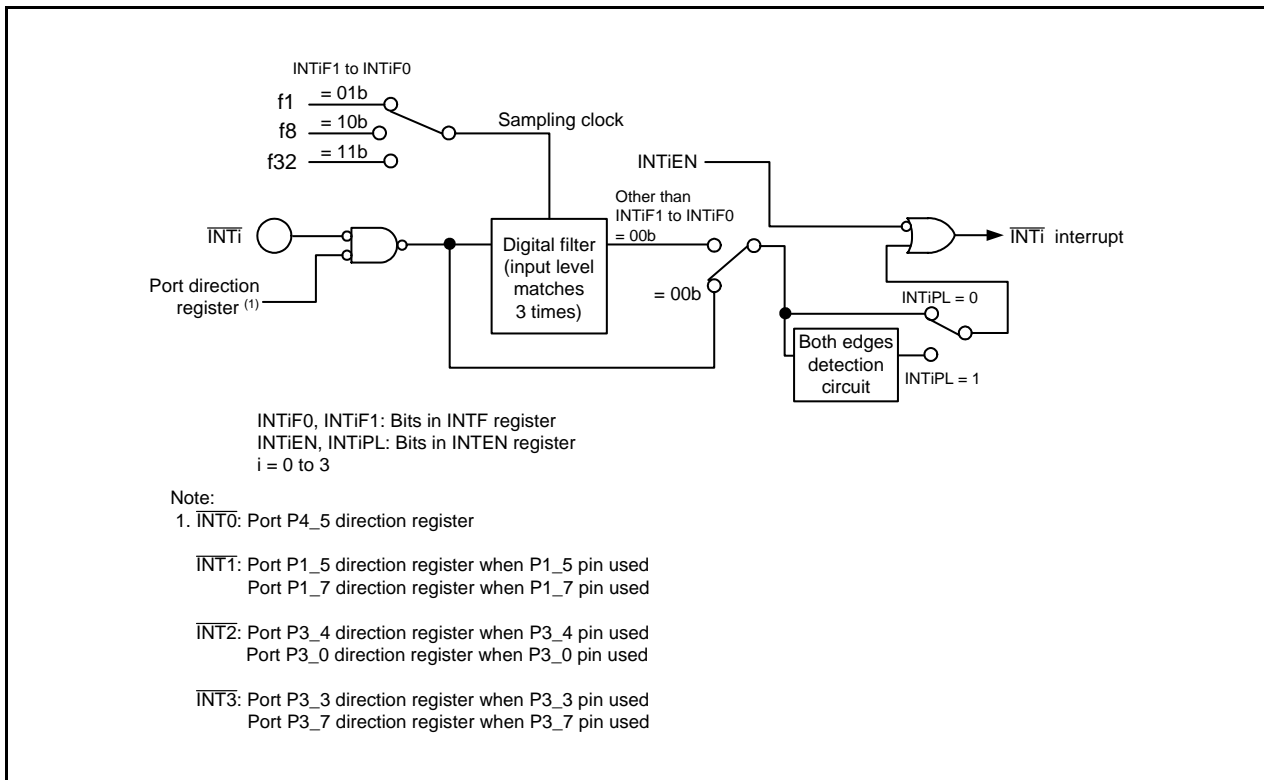 INTiF1 to INTiF0
f1
= 01b
f8
= 10b
f32
= 11b
Sampling clock
INTiEN
Other than
INTiF1 to INTiF0
= 00b
INTi
Digital filter
(input level
matches
3 times)
INTi interrupt
Port direction
register (1)
= 00b
INTiPL = 0
Both edges
detection
circuit
INTiPL = 1
INTiF0, INTiF1: Bits in INTF register
INTiEN, INTiPL: Bits in INTEN register
i = 0 to 3
Note:
1. INT0: Port P4_5 direction register
INT1: Port P1_5 direction register when P1_5 pin used
Port P1_7 direction register when P1_7 pin used
INT2: Port P3_4 direction register when P3_4 pin used
Port P3_0 direction register when P3_0 pin used
INT3: Port P3_3 direction register when P3_3 pin used
Port P3_7 direction register when P3_7 pin used